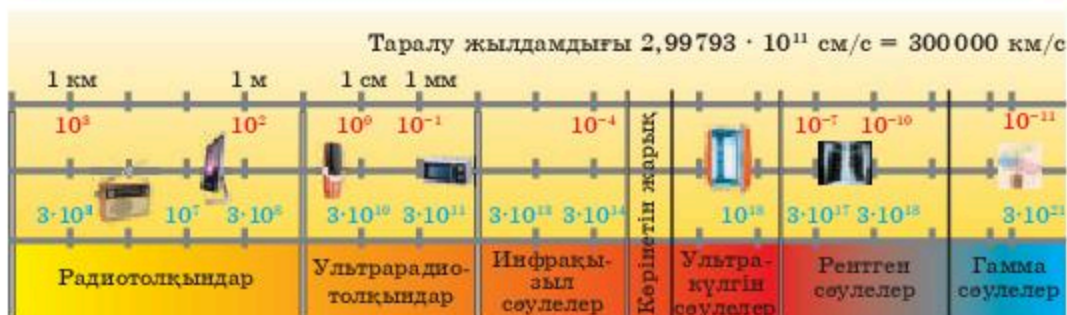 Таралу жылдамдығы 2,99793 · 10¹¹ см/с = 300 000 км/с
1 км 1 м 1 см 1 мм
10³ 10² 10⁰ 10⁻¹ 10⁻⁴ 10⁻⁷ 10⁻¹⁰ 10⁻¹¹
10⁷ 3·10⁸ 3·10¹⁰ 3·10¹¹ 3·10¹³ 3·10¹⁴ 10¹⁸ 3·10¹⁷ 3·10¹⁸ 3·10²¹
Радиотолқындар
Ультрарадио-
толқындар
Инфрақы-
зыл
сәулелер
Көрінетін жарық
Ультра-
күлгін
сәулелер
Рентген
сәулелер
Гамма
сәулелер